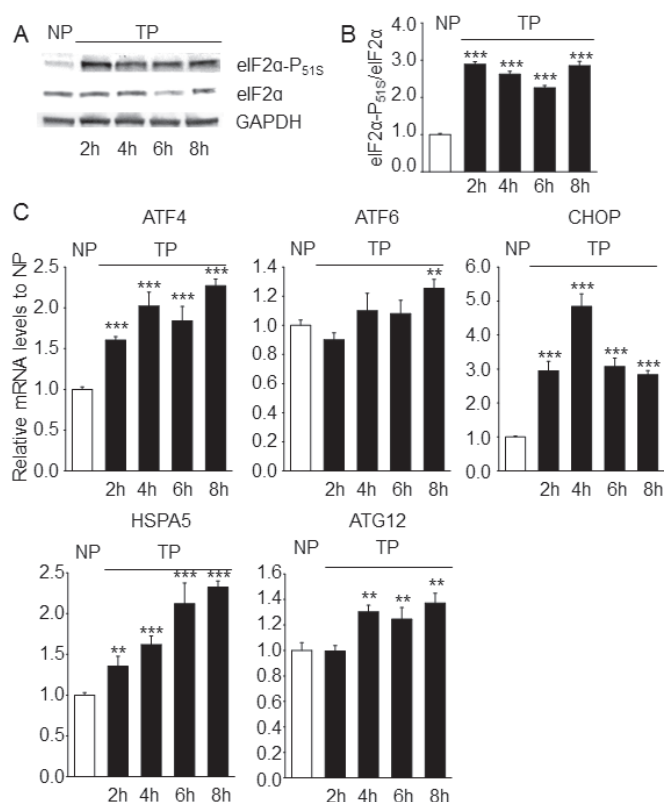 A
NP TP
eIF2α-P51S
eIF2α
GAPDH
2h 4h 6h 8h
B
eIF2α-P51S/eIF2α
NP TP
4.0
3.0
2.0
1.0
0.0
*** *** *** ***
2h 4h 6h 8h
C
Relative mRNA levels to NP
ATF4
NP TP
2.5
2.0
1.5
1.0
0.5
0.0
*** *** *** ***
2h 4h 6h 8h
ATF6
NP TP
1.4
1.2
1.0
0.8
0.6
0.4
0.2
0.0
**
2h 4h 6h 8h
CHOP
NP TP
6.0
5.0
4.0
3.0
2.0
1.0
0.0
*** *** *** ***
2h 4h 6h 8h
HSPA5
NP TP
2.5
2.0
1.5
1.0
0.5
0.0
** *** *** ***
2h 4h 6h 8h
ATG12
NP TP
1.6
1.4
1.2
1.0
0.8
0.6
0.4
0.2
0.0
** ** **
2h 4h 6h 8h